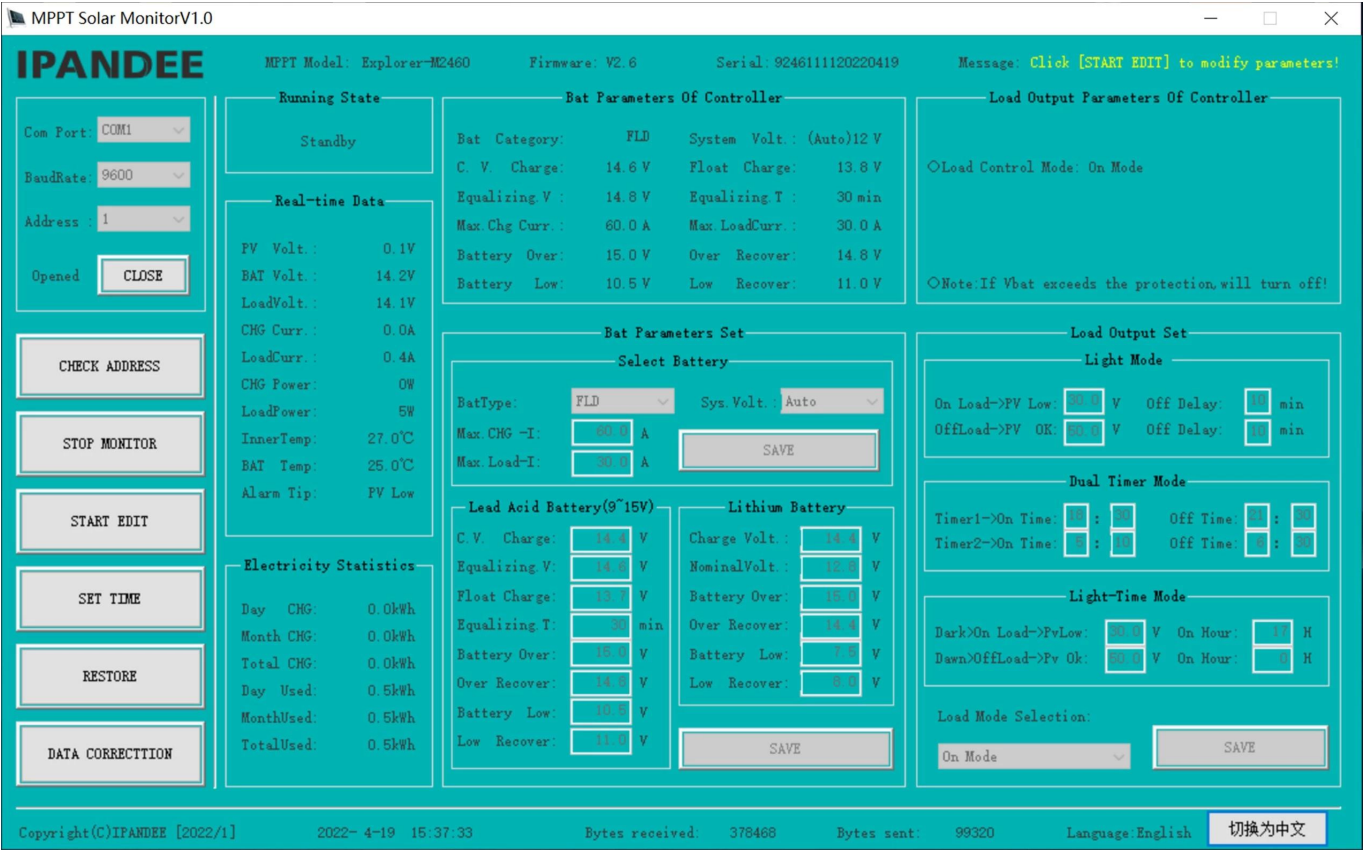 MPPT Solar MonitorV1.0
IPANDEE
MPPT Model: Explorer-M2460 Firmware: V2.6 Serial: 9246111120220419 Message: Click [START EDIT] to modify parameters!
Com Port: COM1
BaudRate: 9600
Address : 1
Opened CLOSE
CHECK ADDRESS
STOP MONITOR
START EDIT
SET TIME
RESTORE
DATA CORRECTTION
Running State
Standby
Real-time Data
PV Volt.: 0.1V
BAT Volt.: 14.2V
LoadVolt.: 14.1V
CHG Curr.: 0.0A
LoadCurr.: 0.4A
CHG Power: 0W
LoadPower: 5W
InnerTemp: 27.0℃
BAT Temp: 25.0℃
Alarm Tip: PV Low
Electricity Statistics
Day CHG: 0.0kWh
Month CHG: 0.0kWh
Total CHG: 0.0kWh
Day Used: 0.5kWh
MonthUsed: 0.5kWh
TotalUsed: 0.5kWh
Bat Parameters Of Controller
Bat Category: FLD System Volt.: (Auto)12 V
C. V. Charge: 14.6 V Float Charge: 13.8 V
Equalizing.V : 14.8 V Equalizing.T : 30 min
Max.Chg Curr.: 60.0 A Max.LoadCurr.: 30.0 A
Battery Over: 15.0 V Over Recover: 14.8 V
Battery Low: 10.5 V Low Recover: 11.0 V
Bat Parameters Set
Select Battery
BatType: FLD Sys.Volt.: Auto
Max.CHG -I: 60.0 A
Max.Load-I: 30.0 A
SAVE
Lead Acid Battery(9~15V)
C.V. Charge: 14.4 V
Equalizing.V: 14.6 V
Float Charge: 13.7 V
Equalizing.T: 30 min
Battery Over: 15.0 V
Over Recover: 14.8 V
Battery Low: 10.5 V
Low Recover: 11.0 V
Lithium Battery
Charge Volt.: 14.4 V
NominalVolt.: 12.8 V
Battery Over: 15.0 V
Over Recover: 14.4 V
Battery Low: 7.5 V
Low Recover: 8.0 V
SAVE
Load Output Parameters Of Controller
○Load Control Mode: On Mode
○Note:If Vbat exceeds the protection,will turn off!
Load Output Set
Light Mode
On Load->PV Low: 30.0 V Off Delay: 10 min
OffLoad->PV OK: 60.0 V Off Delay: 10 min
Dual Timer Mode
Timer1->On Time: 18 : 30 Off Time: 21 : 30
Timer2->On Time: 5 : 10 Off Time: 6 : 30
Light-Time Mode
Dark>On Load->PvLow: 30.0 V On Hour: 17 H
Dawn>OffLoad->Pv Ok: 60.0 V On Hour: 0 H
Load Mode Selection:
On Mode
SAVE
Copyright(C)IPANDEE [2022/1] 2022- 4-19 15:37:33 Bytes received: 378468 Bytes sent: 99320 Language:English 切换为中文